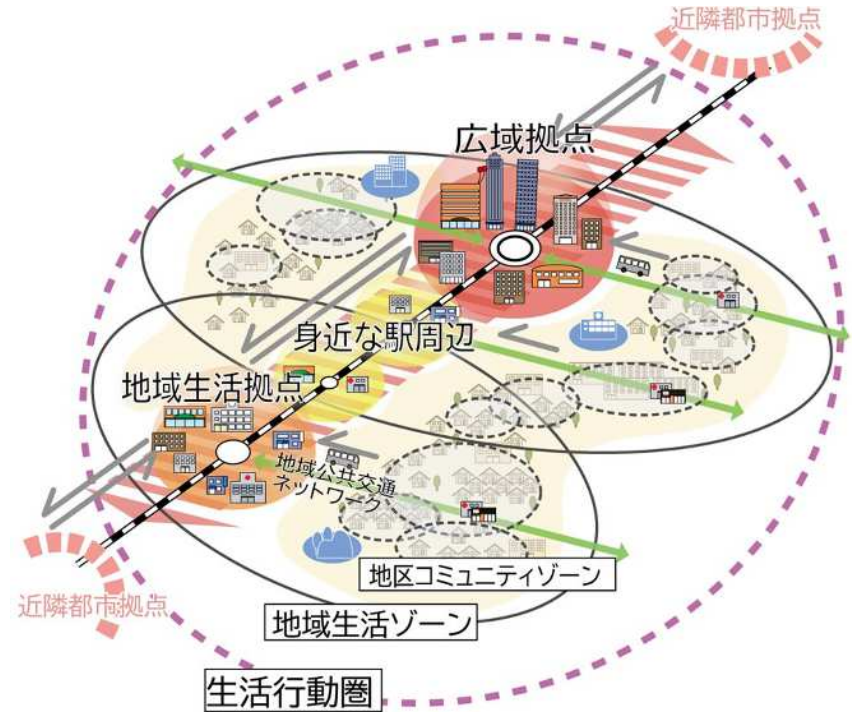 近隣都市拠点
広域拠点
身近な駅周辺
地域生活拠点
地域公共交通
ネットワーク
地区コミュニティゾーン
近隣都市拠点
地域生活ゾーン
生活行動圏